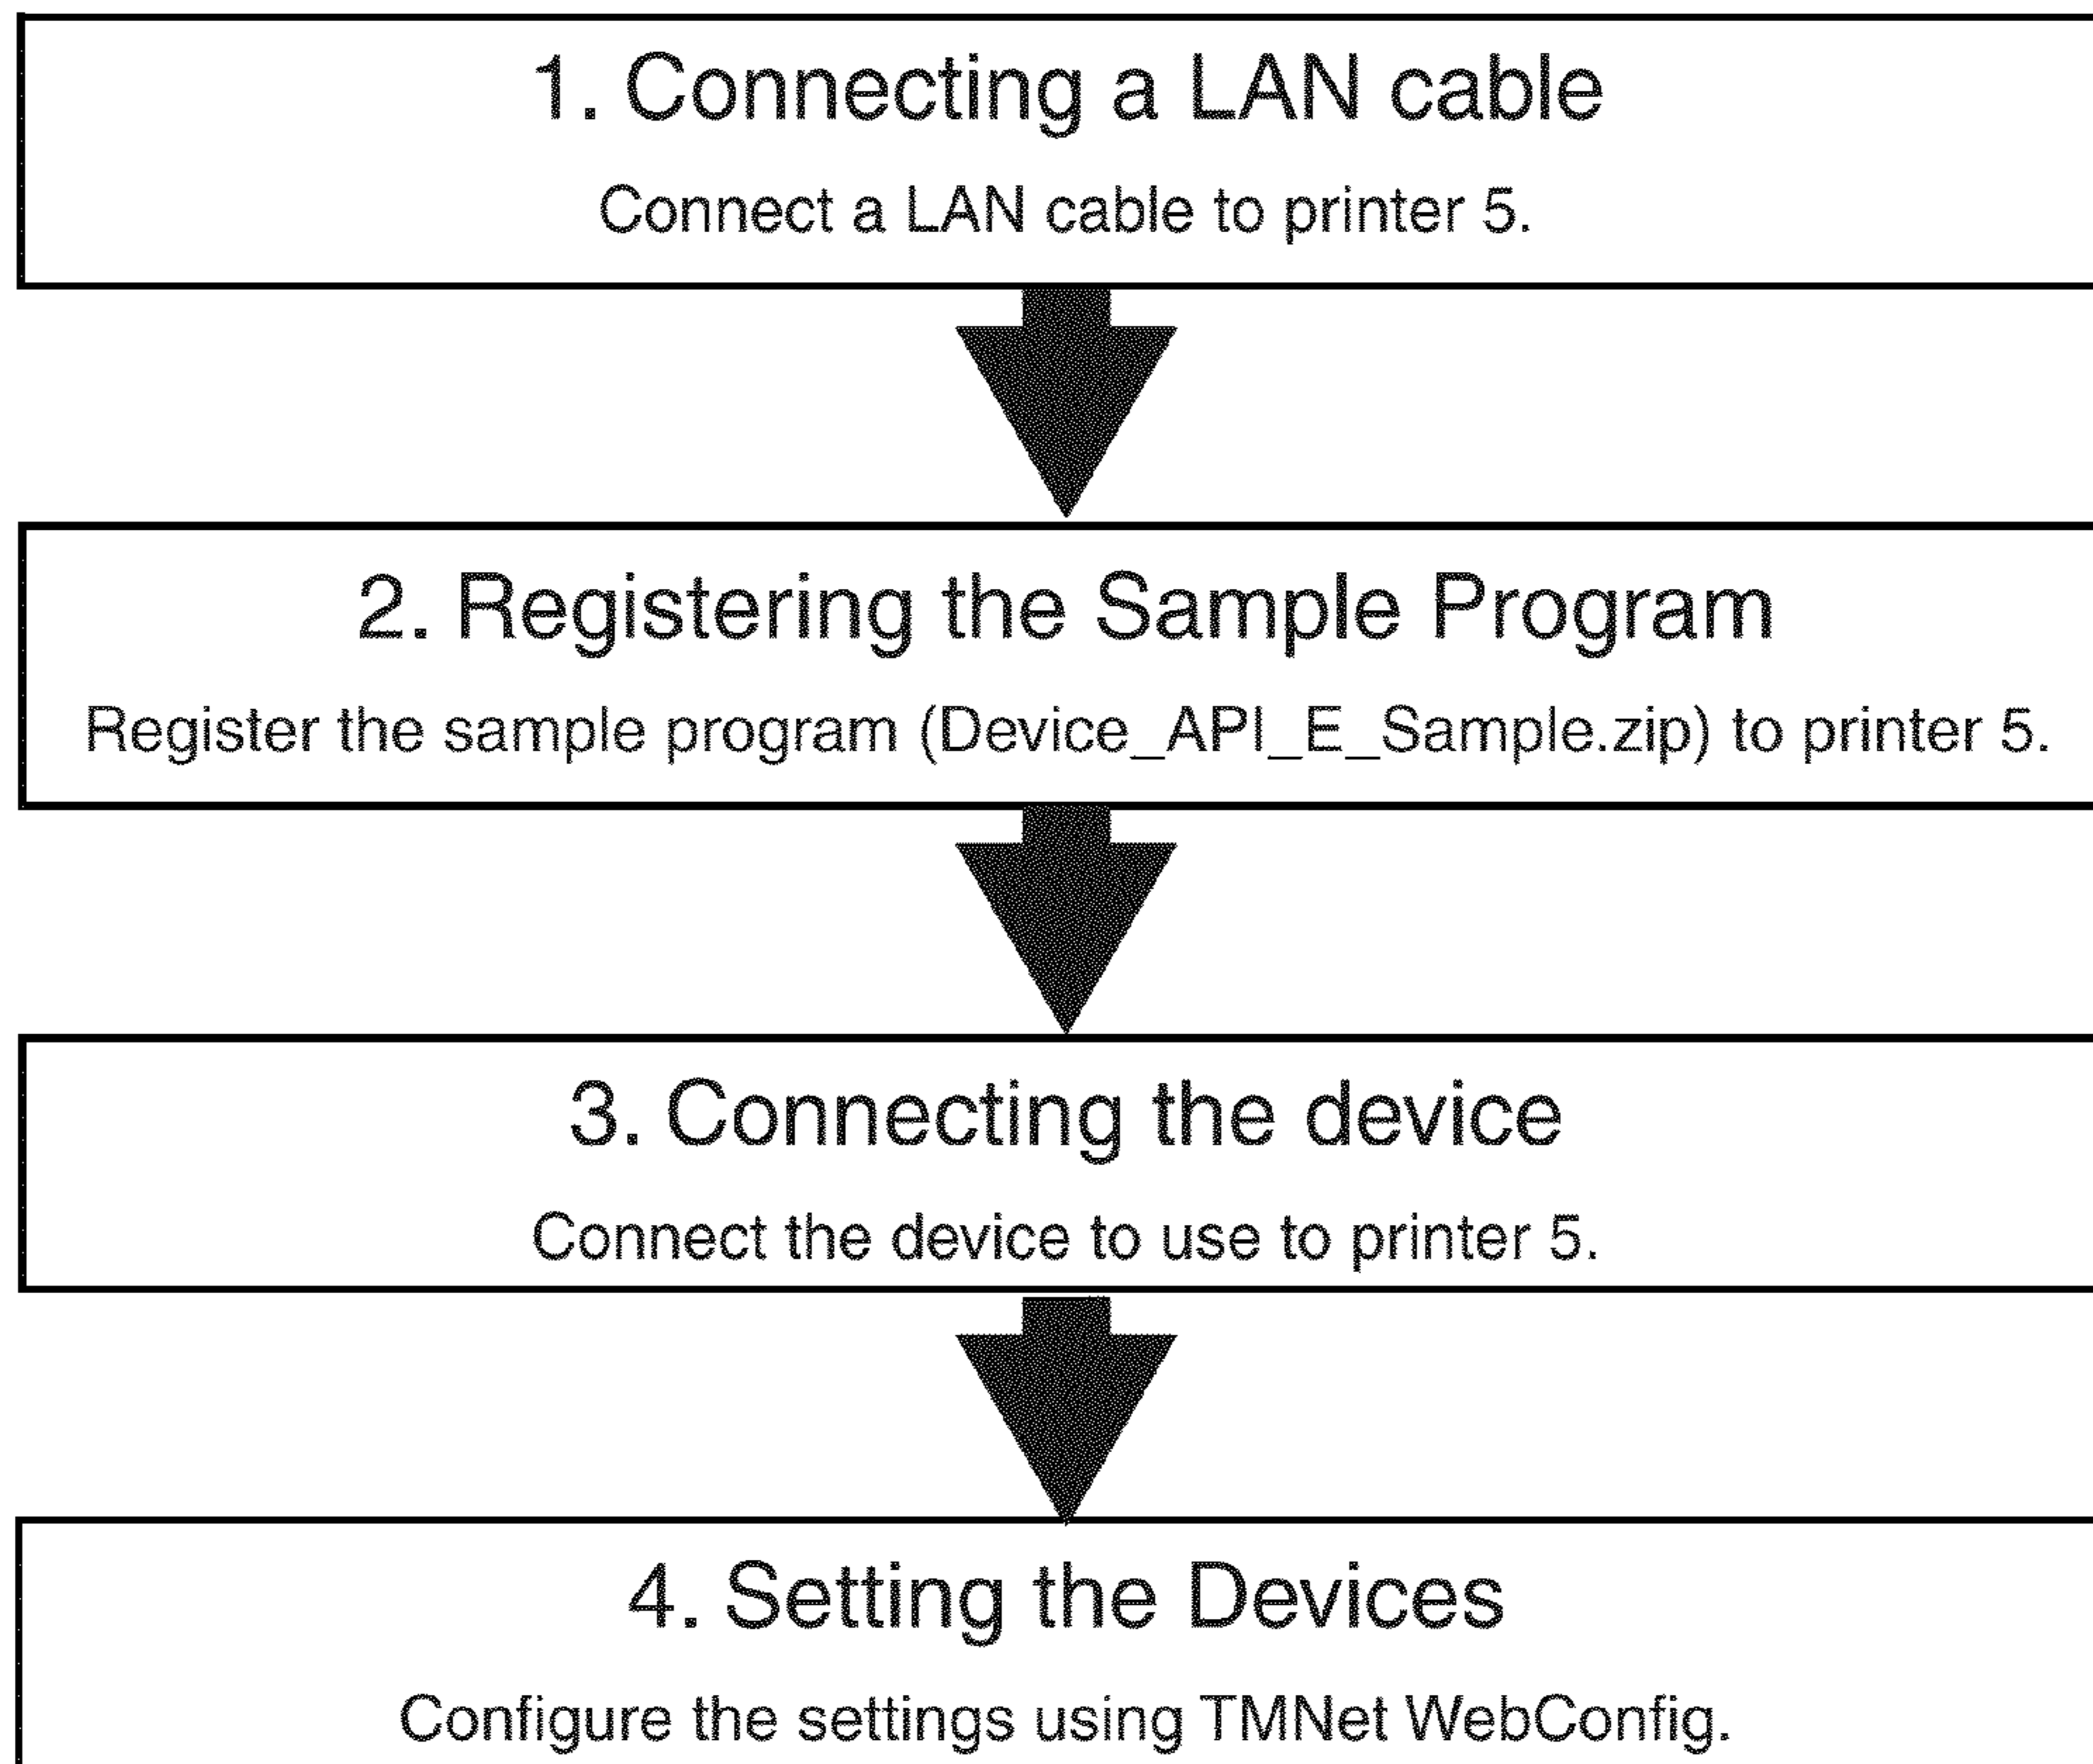 1. Connecting a LAN cable
Connect a LAN cable to printer 5.
2. Registering the Sample Program
Register the sample program (Device_API_E_Sample.zip) to printer 5.
3. Connecting the device
Connect the device to use to printer 5.
4. Setting the Devices
Configure the settings using TMNet WebConfig.